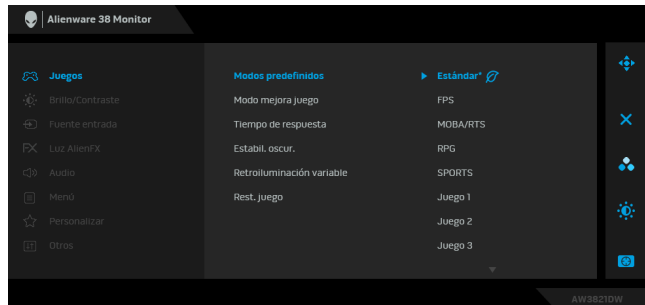 Alienware 38 Monitor
Juegos
Brillo/Contraste
Fuente entrada
FX Luz AlienFX
Audio
Menú
Personalizar
Otros
Modos predefinidos
Modo mejora juego
Tiempo de respuesta
Estabil. oscur.
Retroiluminación variable
Rest. juego
Estándar*
FPS
MOBA/RTS
RPG
SPORTS
Juego 1
Juego 2
Juego 3
AW3821DW